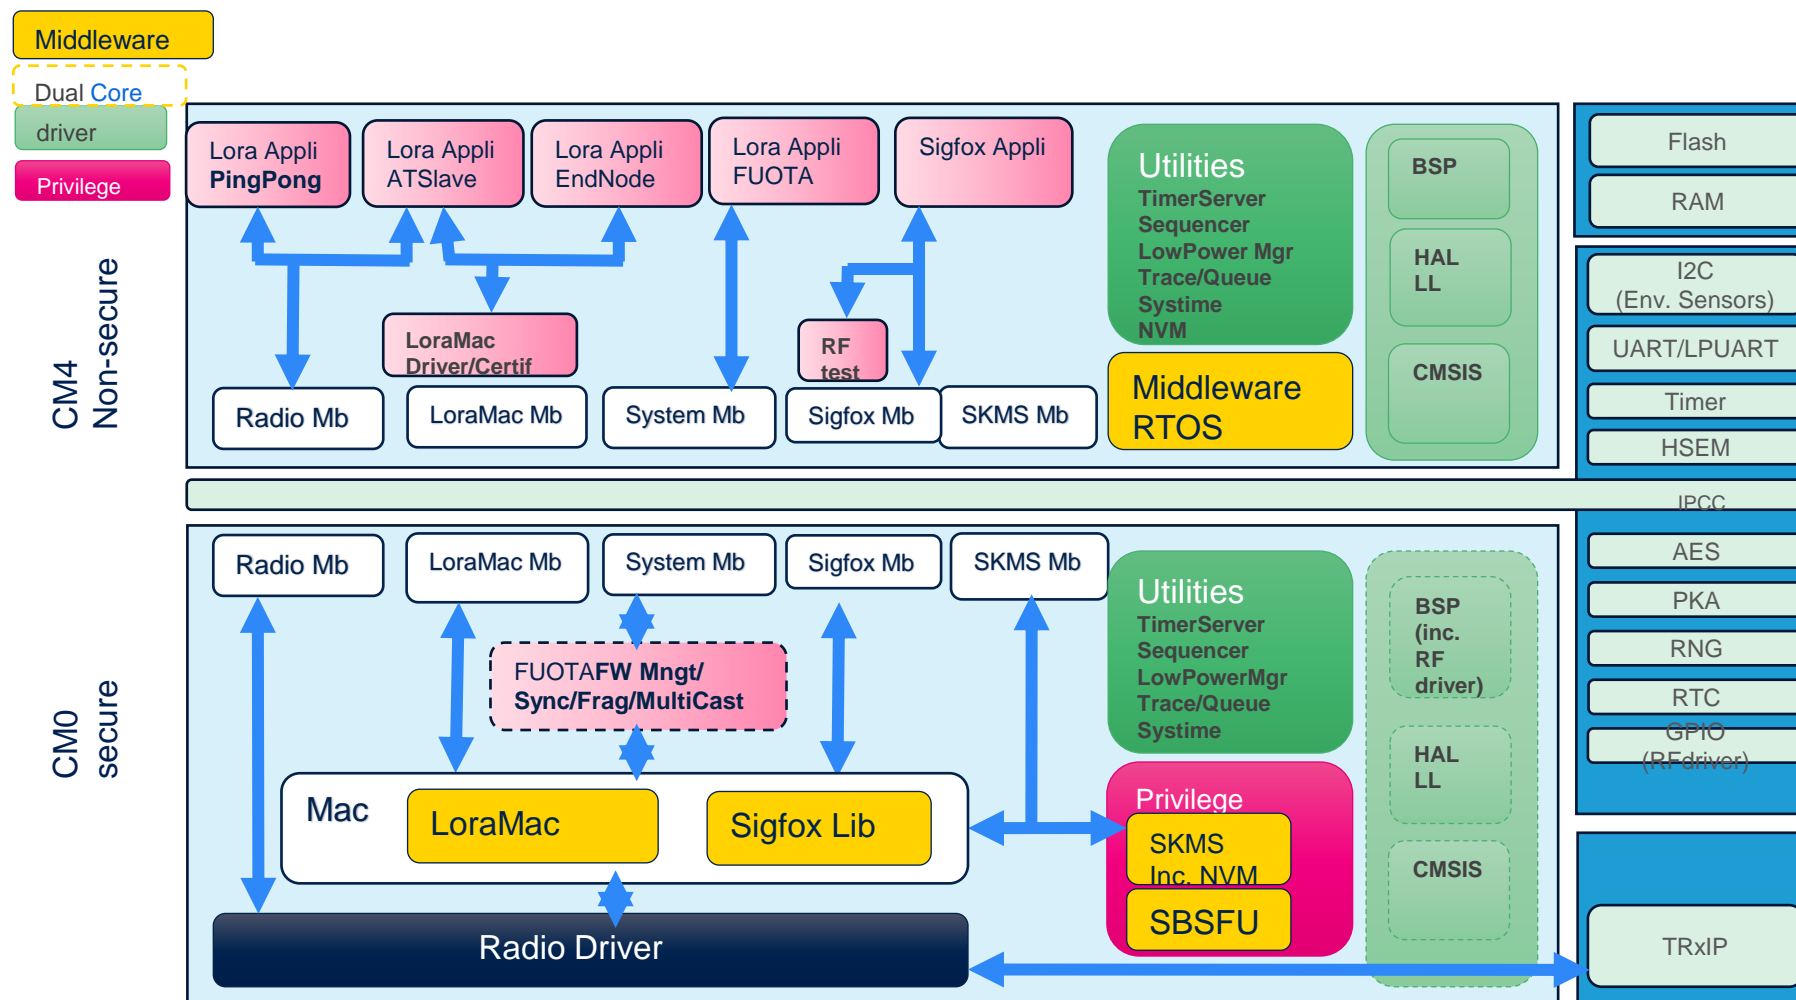 Middleware
Dual Core
driver
Privilege
CM4
Non-secure
Lora Appli
PingPong
Lora Appli
ATSlave
Lora Appli
EndNode
Lora Appli
FUOTA
Sigfox Appli
LoraMac
Driver/Certif
RF
test
Radio Mb
LoraMac Mb
System Mb
Sigfox Mb
SKMS Mb
Utilities
TimerServer
Sequencer
LowPower Mgr
Trace/Queue
Systime
NVM
Middleware
RTOS
BSP
HAL
LL
CMSIS
Flash
RAM
I2C
(Env. Sensors)
UART/LPUART
Timer
HSEM
IPCC
CM0
secure
Radio Mb
LoraMac Mb
System Mb
Sigfox Mb
SKMS Mb
FUOTAFW Mngt/
Sync/Frag/MultiCast
Mac
LoraMac
Sigfox Lib
Radio Driver
Utilities
TimerServer
Sequencer
LowPowerMgr
Trace/Queue
Systime
Privilege
SKMS
Inc. NVM
SBSFU
BSP
(inc.
RF
driver)
HAL
LL
CMSIS
AES
PKA
RNG
RTC
GPIO
(RFdriver)
TRxIP